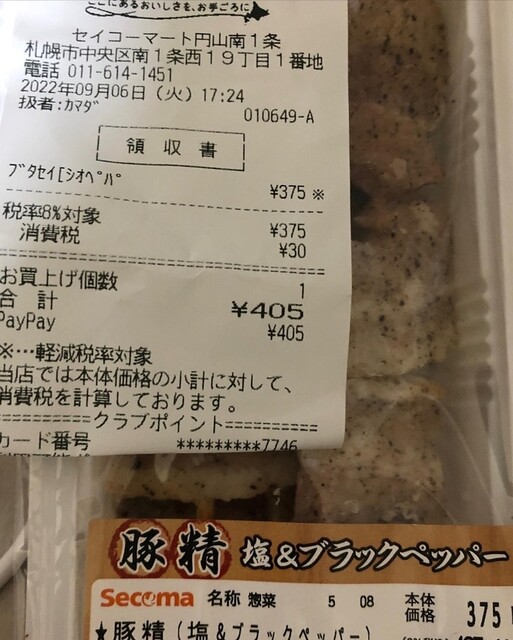 ここにあるおいしさを、お手ごろに。
セイコーマート円山南1条
札幌市中央区南1条西19丁目1番地
電話 011-614-1451
2022年09月06日(火)17:24
扱者:ｶﾏﾀﾞ 010649-A
領収書
ﾌﾞﾀｾｲ[ｼｵﾍﾟﾊﾟ
¥375 ※
税率8%対象 ¥375
消費税 ¥30
お買上げ個数 1
合計 ¥405
PayPay ¥405
※…軽減税率対象
当店では本体価格の小計に対して、
消費税を計算しております。
クラブポイント
カード番号 *********7746
豚精 塩&ブラックペッパー
Secoma 名称 惣菜 5 08 本体価格 375
★豚精(塩&ブラックペッパー)